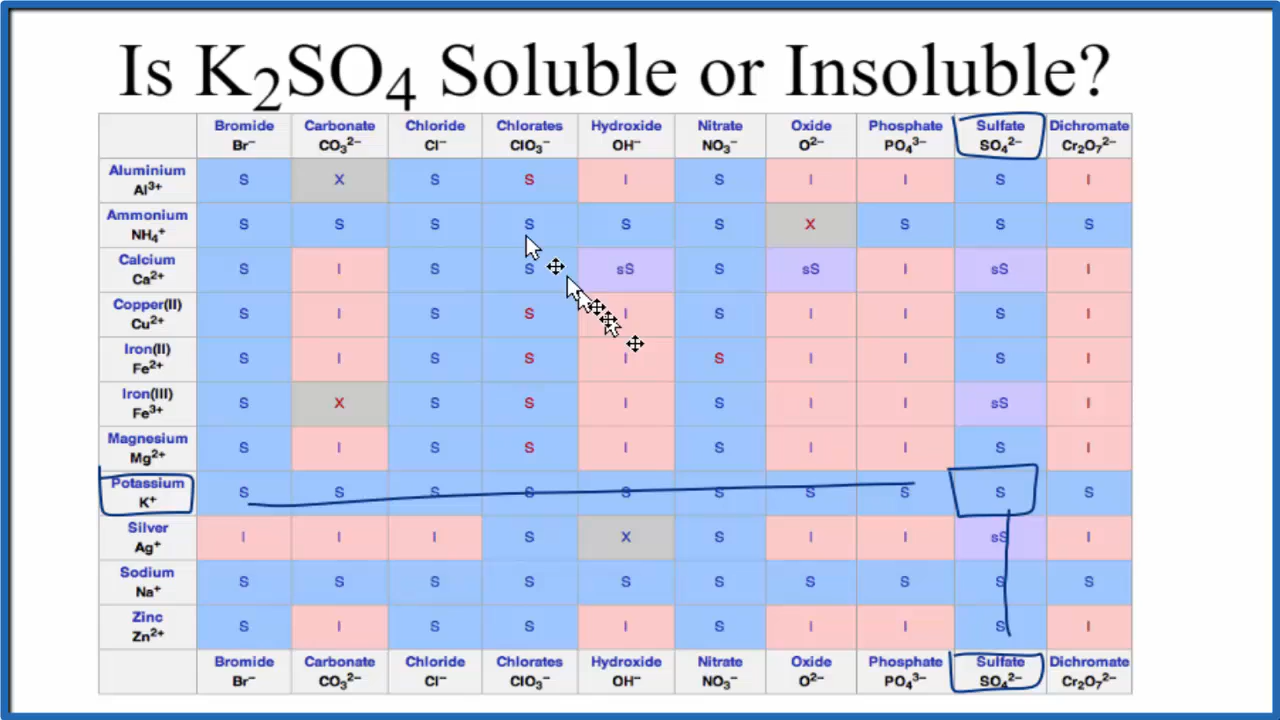 Is K₂SO₄ Soluble or Insoluble?
Bromide Carbonate Chloride Chlorates Hydroxide Nitrate Oxide Phosphate Sulfate Dichromate
Br⁻ CO₃²⁻ Cl⁻ ClO₃⁻ OH⁻ NO₃⁻ O²⁻ PO₄³⁻ SO₄²⁻ Cr₂O₇²⁻
Aluminium
Al³⁺ S X S S I S I I S I
Ammonium
NH₄⁺ S S S S S S X S S S
Calcium
Ca²⁺ S I S S sS S sS I sS I
Copper(II)
Cu²⁺ S I S S I S I I S I
Iron(II)
Fe²⁺ S I S S I S I I S I
Iron(III)
Fe³⁺ S X S S I S I I sS I
Magnesium
Mg²⁺ S I S S I S I I S I
Potassium
K⁺ S S S S S S S S S S
Silver
Ag⁺ I I I S X S I I sS I
Sodium
Na⁺ S S S S S S S S S S
Zinc
Zn²⁺ S I S S I S I I S I
Bromide Carbonate Chloride Chlorates Hydroxide Nitrate Oxide Phosphate Sulfate Dichromate
Br⁻ CO₃²⁻ Cl⁻ ClO₃⁻ OH⁻ NO₃⁻ O²⁻ PO₄³⁻ SO₄²⁻ Cr₂O₇²⁻